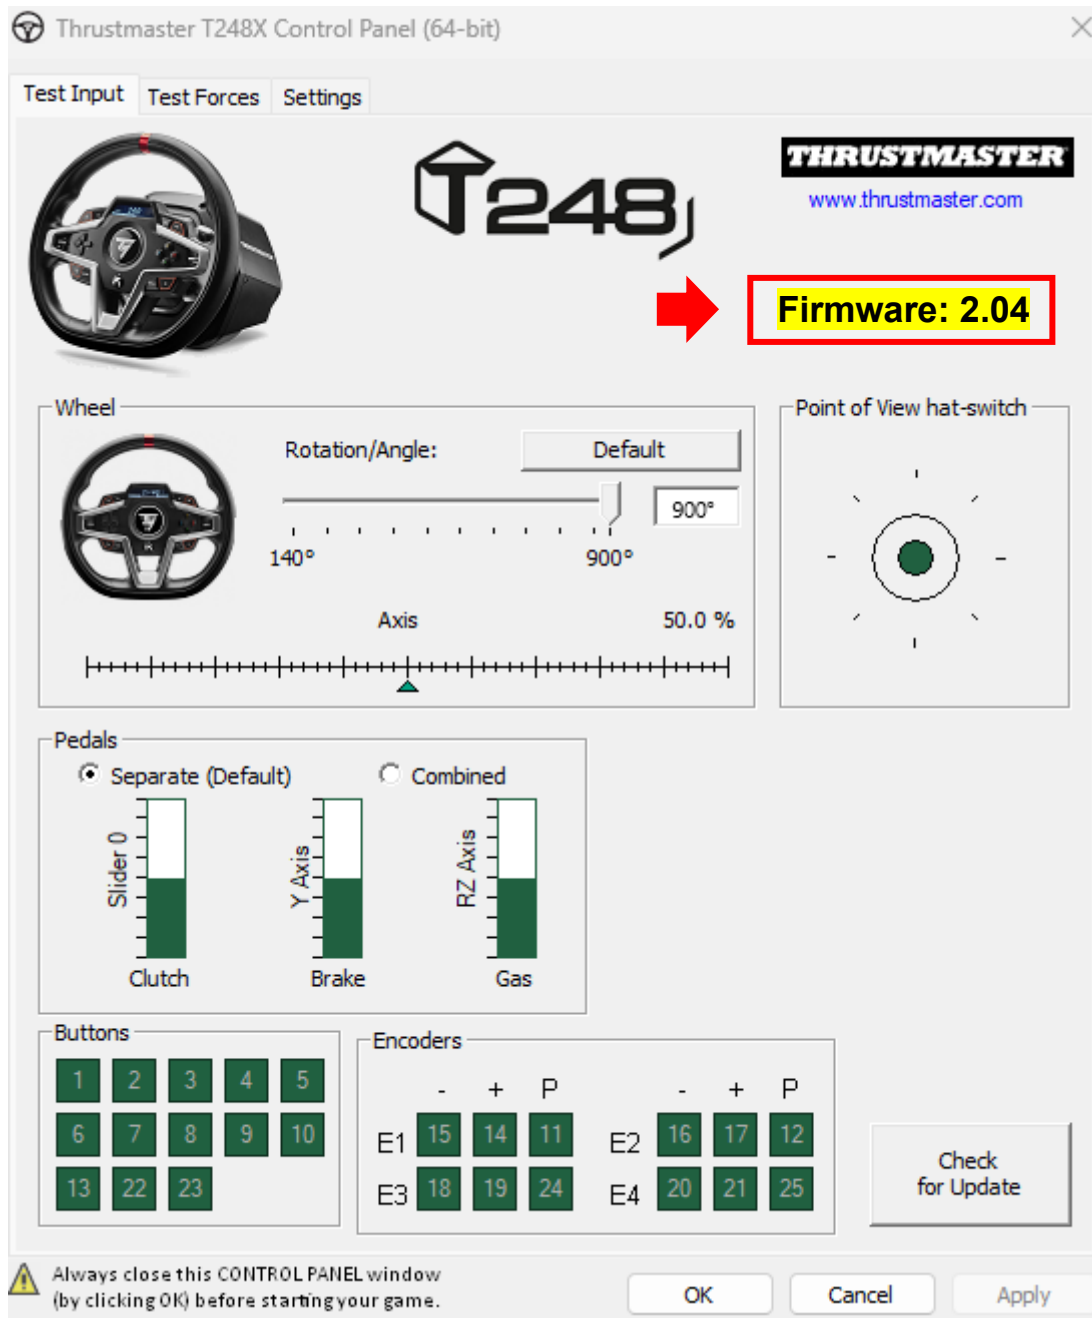 Thrustmaster T248X Control Panel (64-bit)
Test Input Test Forces Settings
T248
THRUSTMASTER
www.thrustmaster.com
Firmware: 2.04
Wheel
Rotation/Angle: Default
900°
140° 900°
Axis 50.0 %
Point of View hat-switch
Pedals
Separate (Default) Combined
Slider 0 Y Axis RZ Axis
Clutch Brake Gas
Buttons
1 2 3 4 5
6 7 8 9 10
13 22 23
Encoders
- + P - + P
E1 15 14 11 E2 16 17 12
E3 18 19 24 E4 20 21 25
Check
for Update
Always close this CONTROL PANEL window
(by clicking OK) before starting your game.
OK Cancel Apply